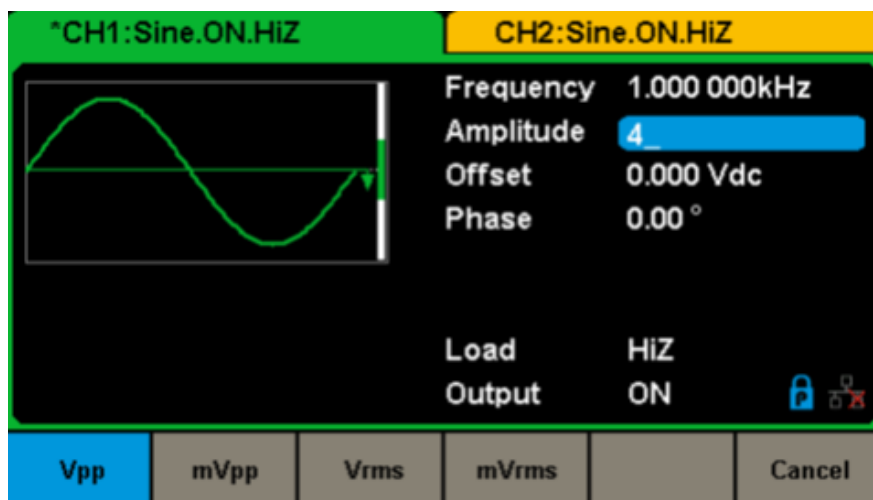 *CH1:Sine.ON.HiZ CH2:Sine.ON.HiZ
Frequency 1.000 000kHz
Amplitude 4_
Offset 0.000 Vdc
Phase 0.00 °
Load HiZ
Output ON P
Vpp mVpp Vrms mVrms Cancel